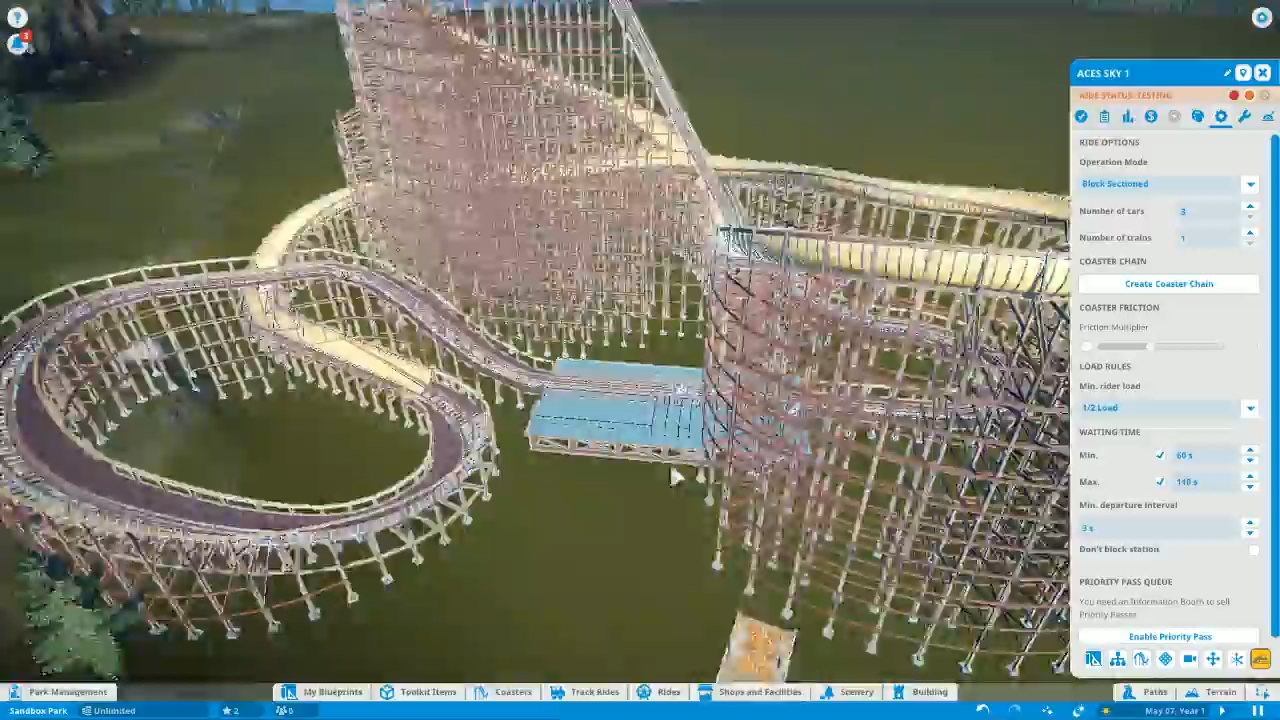 ?
3
ACES SKY 1
RIDE STATUS: TESTING
RIDE OPTIONS
Operation Mode
Block Sectioned
Number of cars 3
Number of trains 1
COASTER CHAIN
Create Coaster Chain
COASTER FRICTION
Friction Multiplier
LOAD RULES
Min. rider load
1/2 Load
WAITING TIME
Min. 60 s
Max. 140 s
Min. departure interval
3 s
Don't block station
PRIORITY PASS QUEUE
You need an Information Booth to sell
Priority Passes
Enable Priority Pass
Park Management My Blueprints Toolkit Items Coasters Track Rides Rides Shops and Facilities Scenery Building Paths Terrain
Sandbox Park Unlimited 2 0 May 07, Year 1